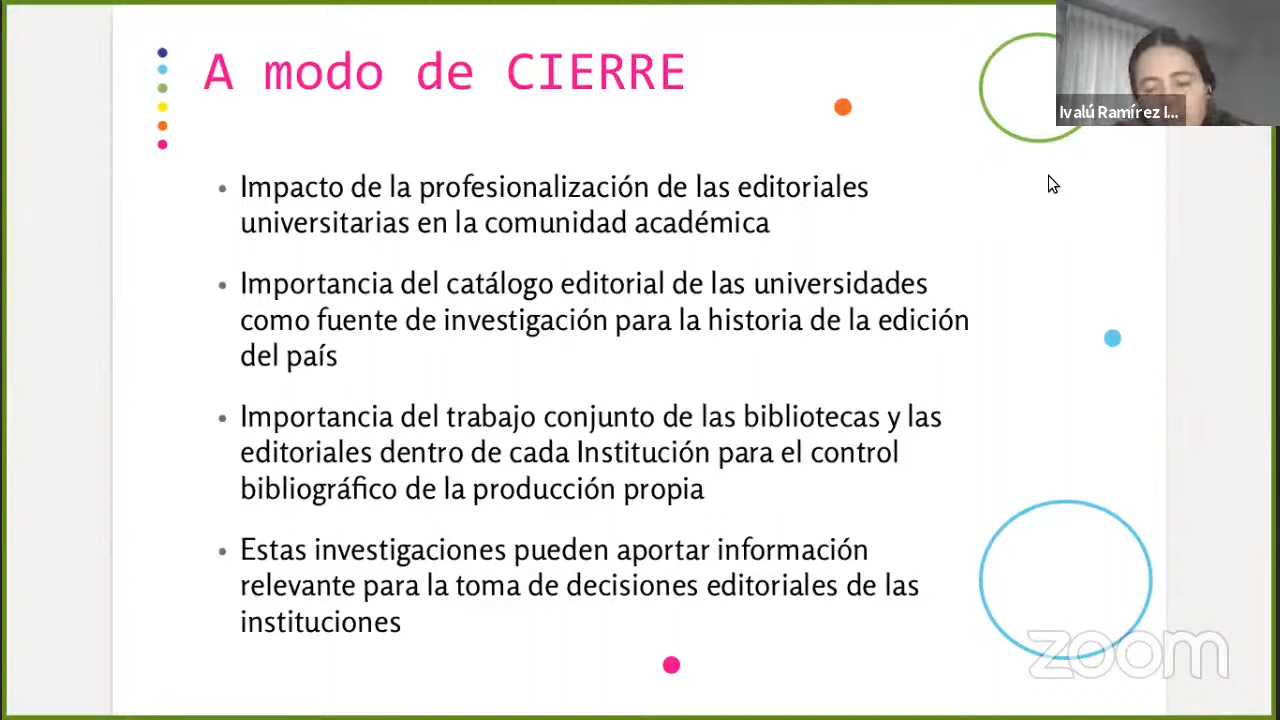 A modo de CIERRE
Ivalú Ramírez I...
• Impacto de la profesionalización de las editoriales
universitarias en la comunidad académica
• Importancia del catálogo editorial de las universidades
como fuente de investigación para la historia de la edición
del país
• Importancia del trabajo conjunto de las bibliotecas y las
editoriales dentro de cada Institución para el control
bibliográfico de la producción propia
• Estas investigaciones pueden aportar información
relevante para la toma de decisiones editoriales de las
instituciones
zoom